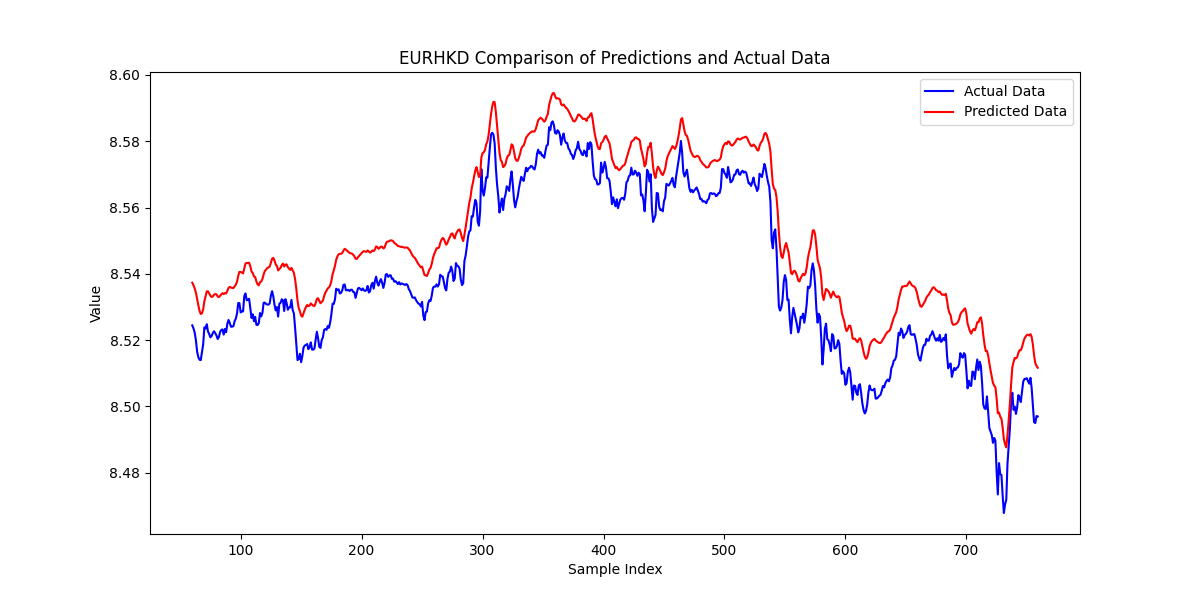 EURHKD Comparison of Predictions and Actual Data
Actual Data
Predicted Data
Value
8.60
8.58
8.56
8.54
8.52
8.50
8.48
100 200 300 400 500 600 700
Sample Index